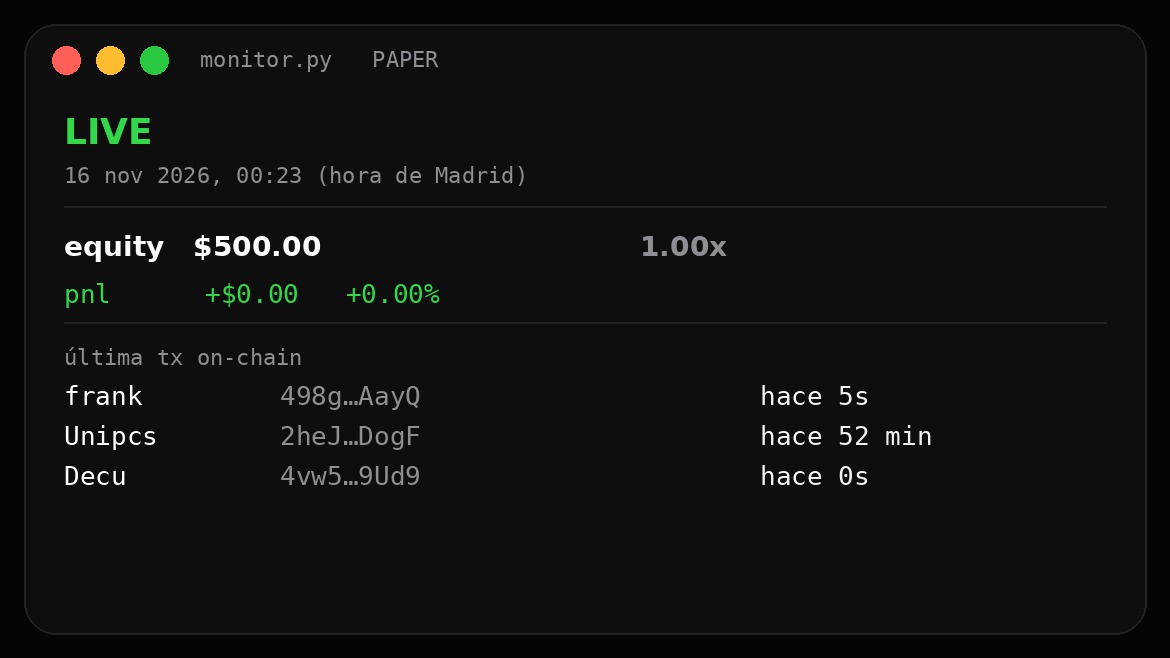 monitor.py PAPER
LIVE
16 nov 2026, 00:23 (hora de Madrid)
equity $500.00 1.00x
pnl +$0.00 +0.00%
última tx on-chain
frank 498g…AayQ hace 5s
Unipcs 2heJ…DogF hace 52 min
Decu 4vw5…9Ud9 hace 0s